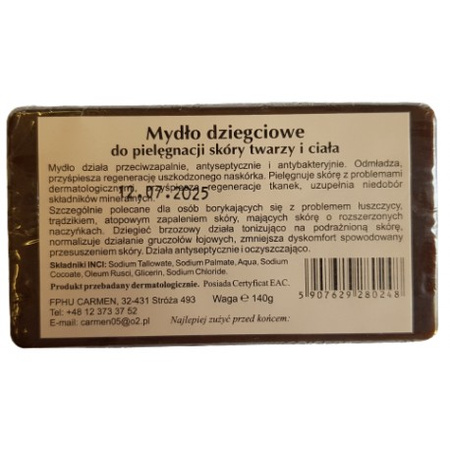 Mydło dziegciowe
do pielęgnacji skóry twarzy i ciała
Mydło działa przeciwzapalnie, antyseptycznie i antybakteryjnie. Odmładza,
przyśpiesza regenerację uszkodzonego naskórka. Pielęgnuje skórę z problemami
dermatologicznymi, przyśpiesza regenerację tkanek, uzupełnia niedobór
składników mineralnych.
12.07.2025
Szczególnie polecane dla osób borykających się z problemem łuszczycy,
trądzikiem, atopowym zapaleniem skóry, mających skórę o rozszerzonych
naczyńkach. Dziegieć brzozowy działa tonizująco na podrażnioną skórę,
normalizuje działanie gruczołów łojowych, zmniejsza dyskomfort spowodowany
przesuszeniem skóry. Działa antyseptycznie i oczyszczająco.
Składniki INCI: Sodium Tallowate, Sodium Palmate, Aqua, Sodium
Cocoate, Oleum Rusci, Glicerin, Sodium Chloride.
Produkt przebadany dermatologicznie. Posiada Certyficat EAC.
FPHU CARMEN, 32-431 Stróża 493
Tel: +48 12 373 37 52
E-mail: carmen05@o2.pl
Waga ℮ 140g
Najlepiej zużyć przed końcem:
5 907629 280248